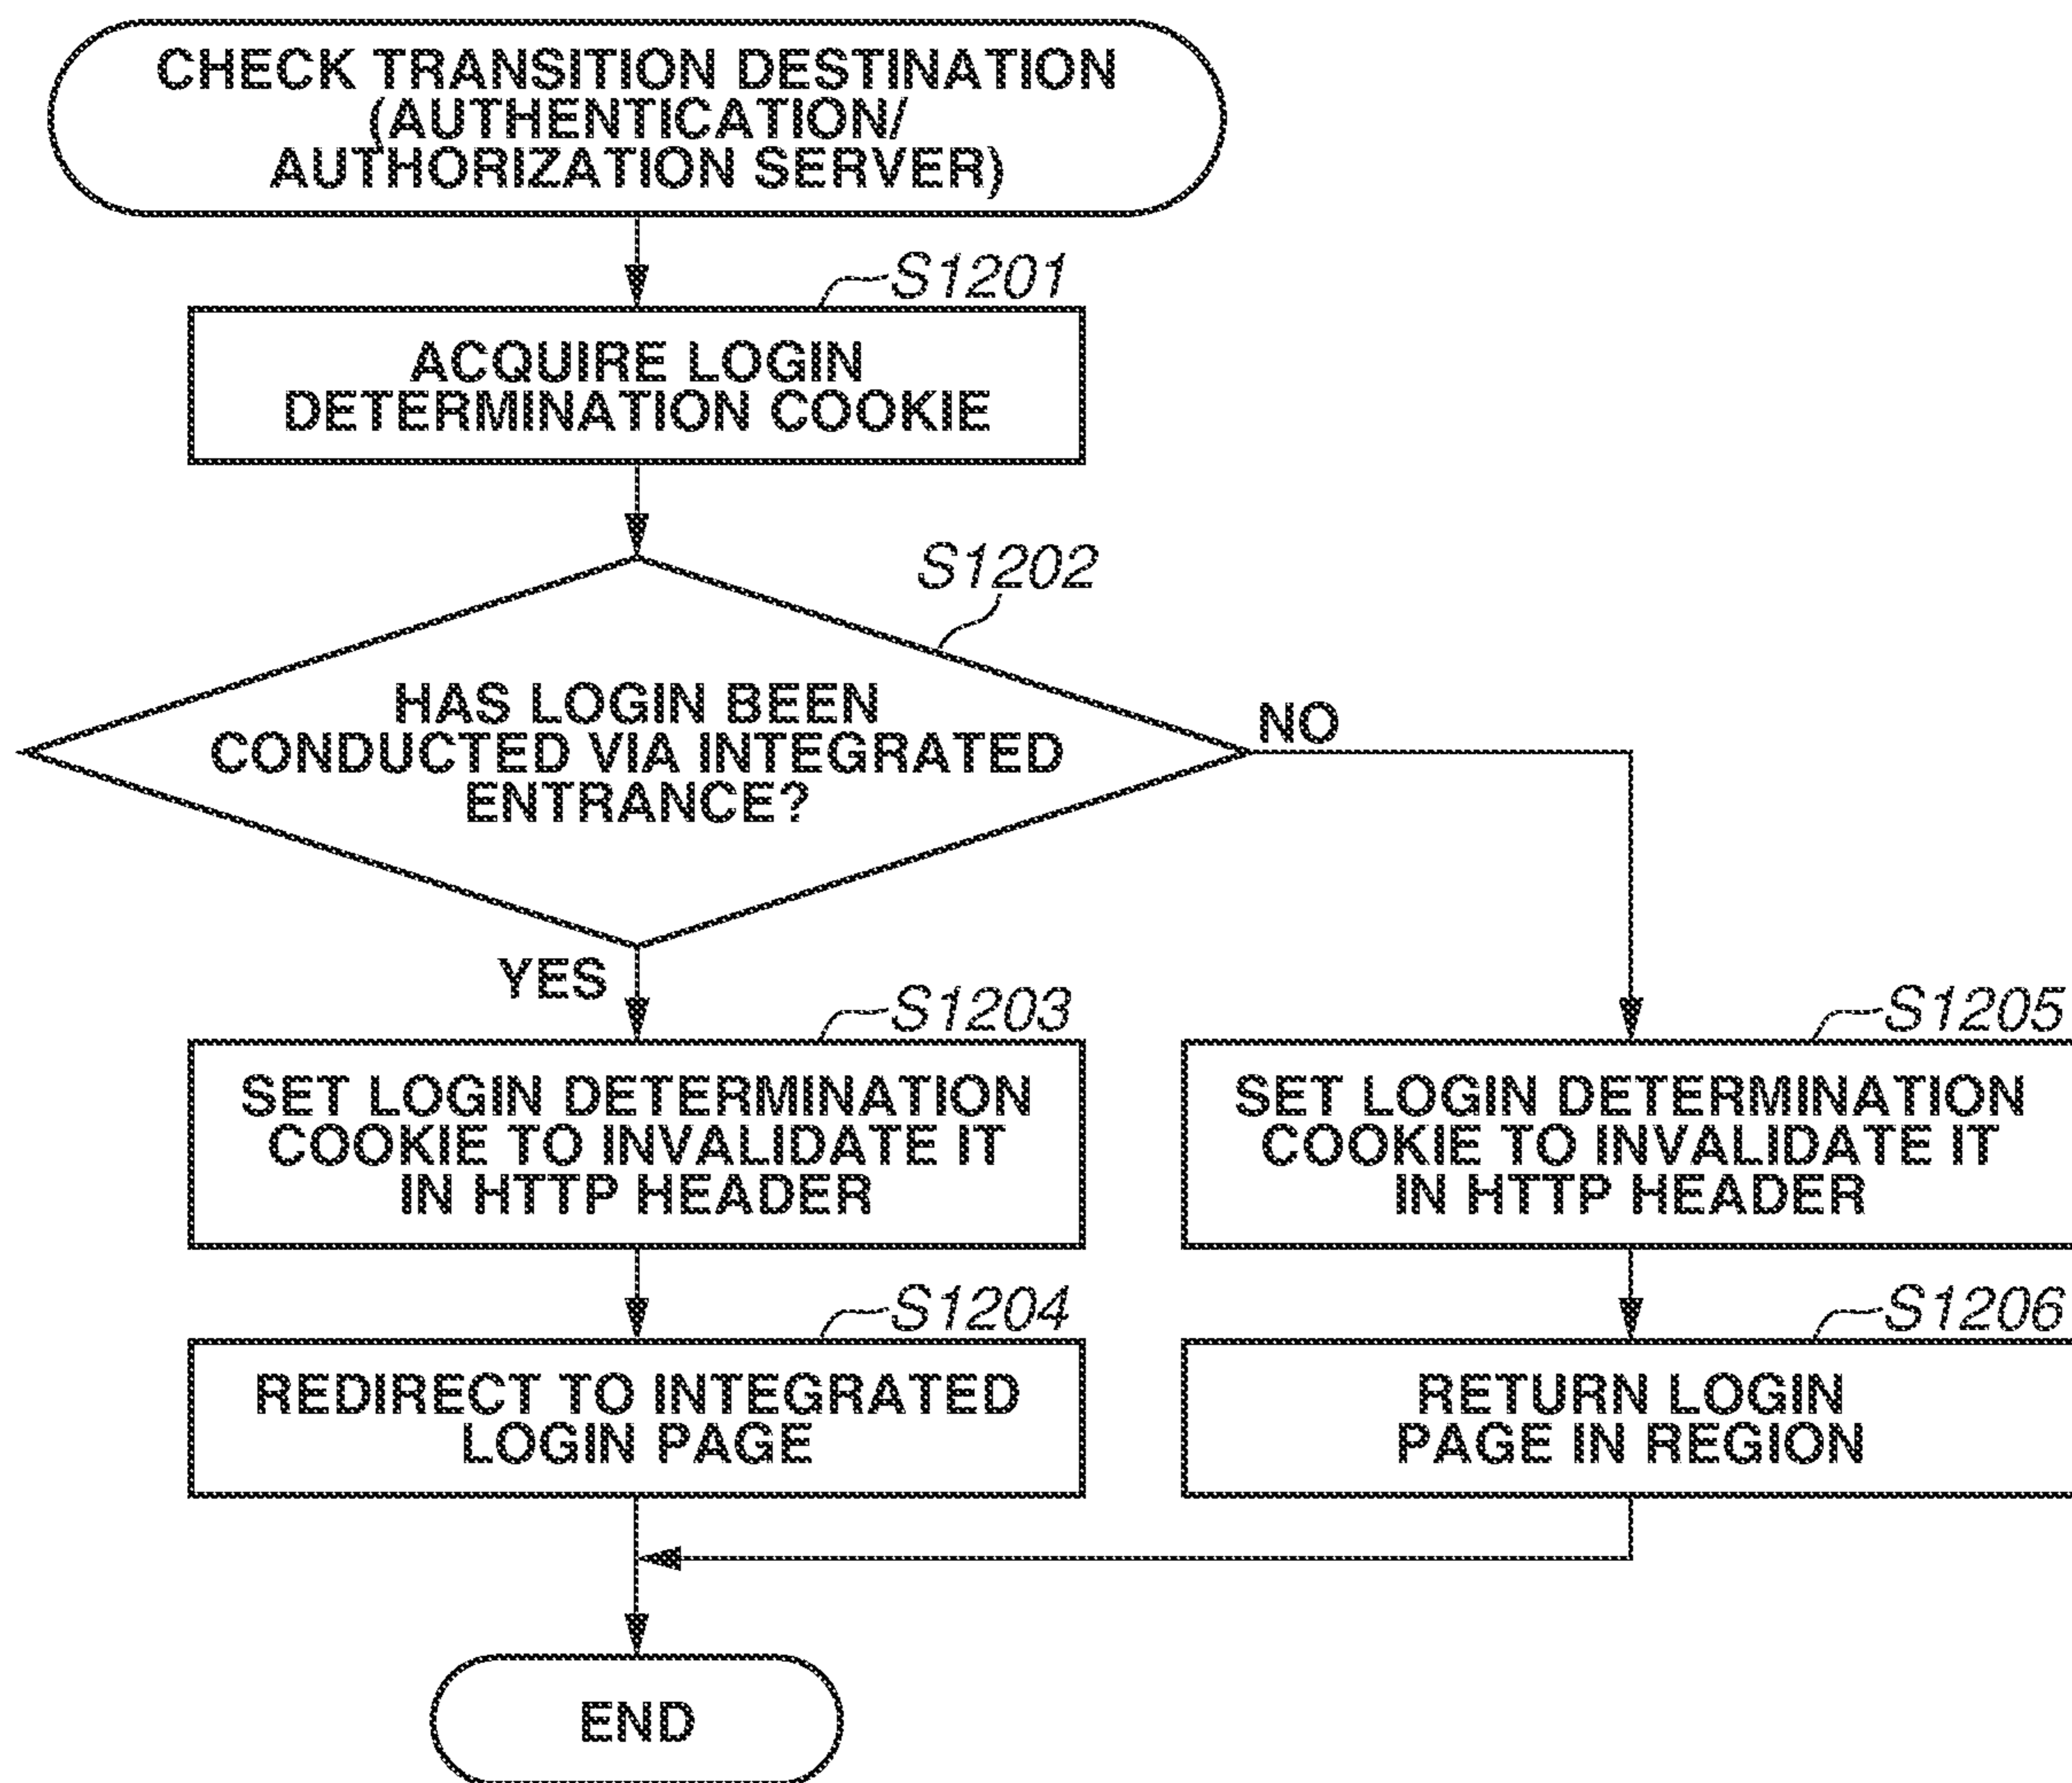 CHECK TRANSITION DESTINATION
(AUTHENTICATION/
AUTHORIZATION SERVER)
S1201
ACQUIRE LOGIN
DETERMINATION COOKIE
S1202
HAS LOGIN BEEN
CONDUCTED VIA INTEGRATED
ENTRANCE?
NO
YES
S1203
SET LOGIN DETERMINATION
COOKIE TO INVALIDATE IT
IN HTTP HEADER
S1205
SET LOGIN DETERMINATION
COOKIE TO INVALIDATE IT
IN HTTP HEADER
S1204
REDIRECT TO INTEGRATED
LOGIN PAGE
S1206
RETURN LOGIN
PAGE IN REGION
END